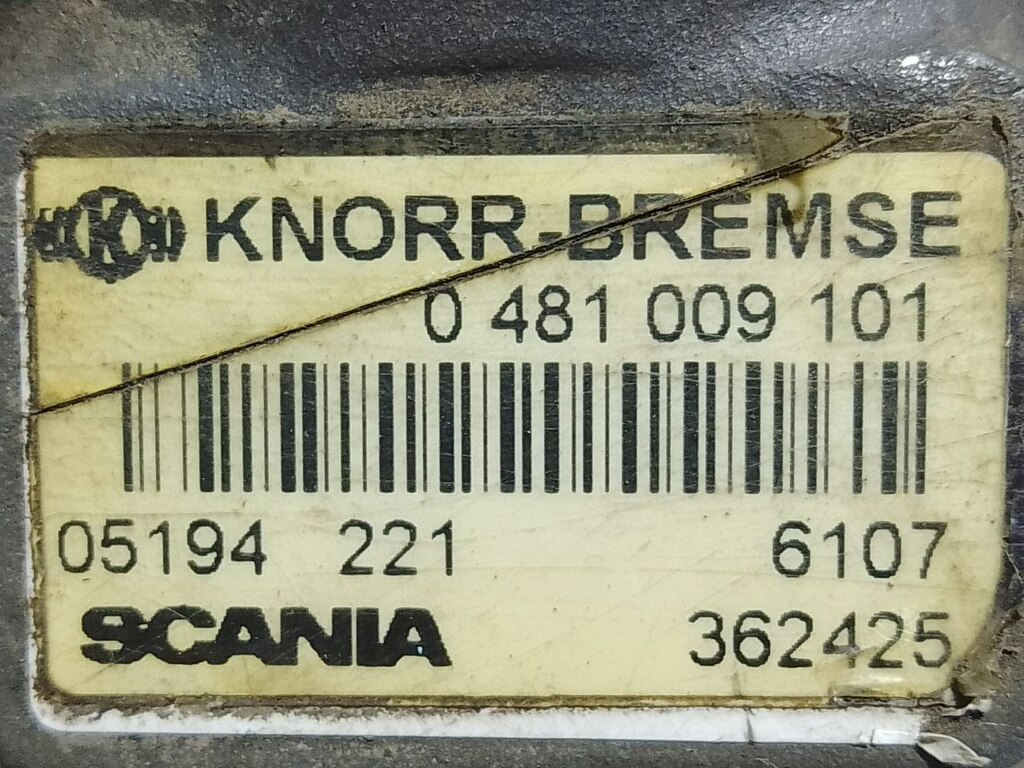 KNORR-BREMSE
0 481 009 101
05194 221 6107
SCANIA 362425